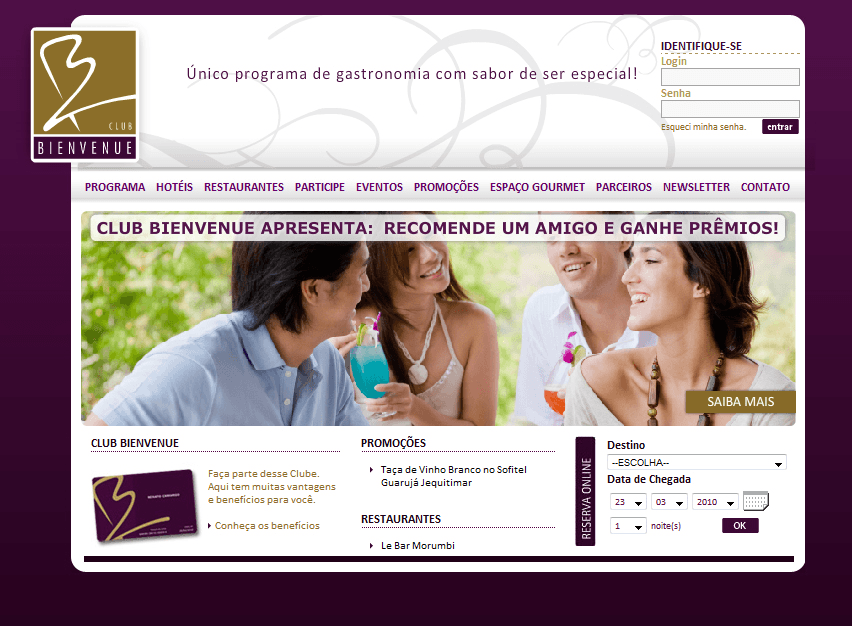 CLUB
BIENVENUE
Único programa de gastronomia com sabor de ser especial!
IDENTIFIQUE-SE
Login
Senha
Esqueci minha senha.
entrar
PROGRAMA HOTÉIS RESTAURANTES PARTICIPE EVENTOS PROMOÇÕES ESPAÇO GOURMET PARCEIROS NEWSLETTER CONTATO
CLUB BIENVENUE APRESENTA: RECOMENDE UM AMIGO E GANHE PRÊMIOS!
SAIBA MAIS
CLUB BIENVENUE
Faça parte desse Clube.
Aqui tem muitas vantagens
e benefícios para você.
Conheça os benefícios
PROMOÇÕES
Taça de Vinho Branco no Sofitel
Guarujá Jequitimar
RESTAURANTES
Le Bar Morumbi
RESERVA ONLINE
Destino
--ESCOLHA--
Data de Chegada
23 03 2010
1 noite(s)
OK